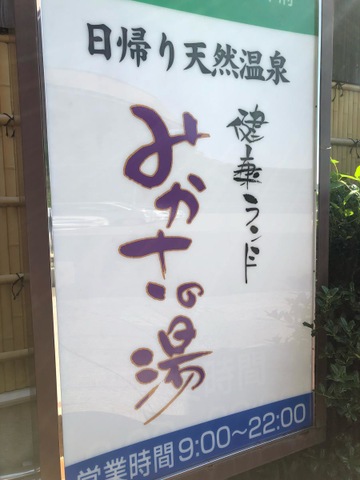 日帰り天然温泉
健康ランド
みかさの湯
営業時間9:00～22:00